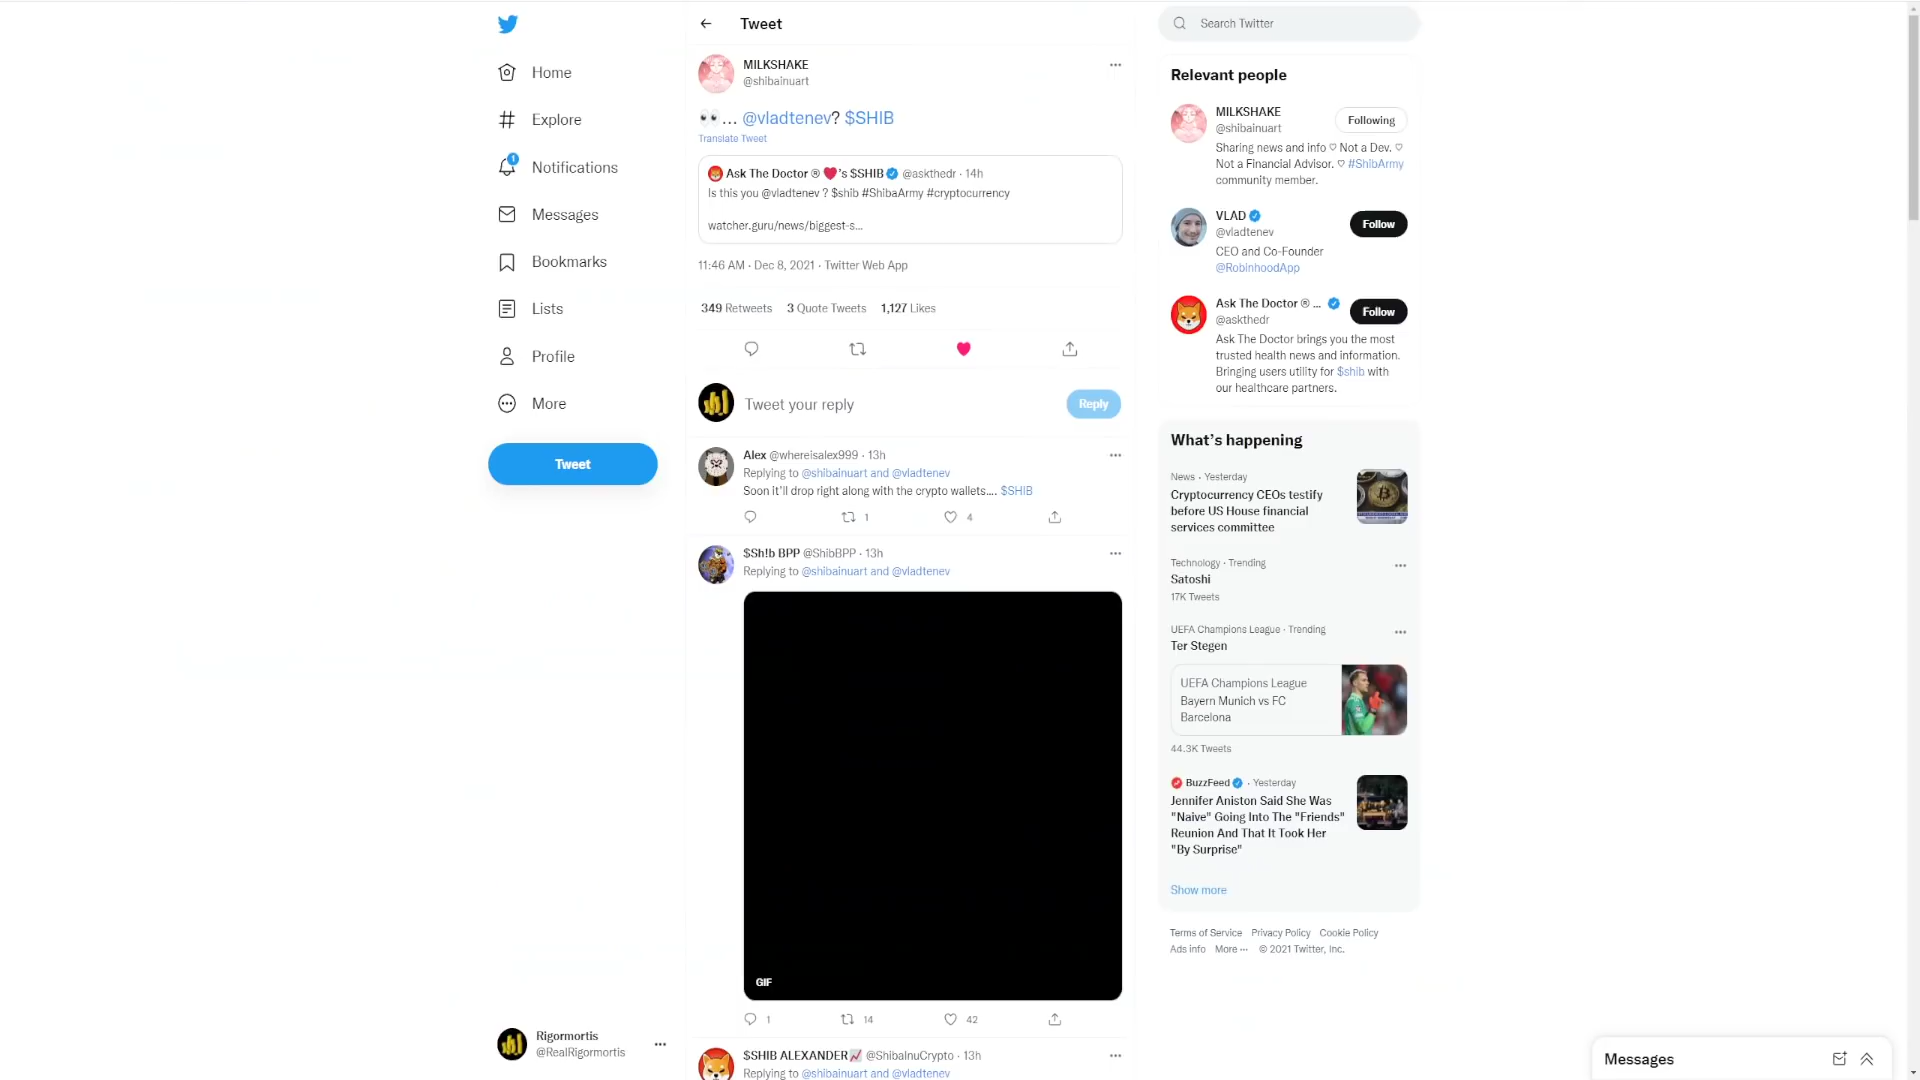 Home
Explore
1
Notifications
Messages
Bookmarks
Lists
Profile
More
Tweet
Rigormortis
@RealRigormortis
Tweet
MILKSHAKE
@shibainuart
👀... @vladtenev? $SHIB
Translate Tweet
Ask The Doctor ® ❤️'s $SHIB @askthedr · 14h
Is this you @vladtenev ? $shib #ShibaArmy #cryptocurrency
watcher.guru/news/biggest-s...
11:46 AM · Dec 8, 2021 · Twitter Web App
349 Retweets 3 Quote Tweets 1,127 Likes
Tweet your reply
Reply
Alex @whereisalex999 · 13h
Replying to @shibainuart and @vladtenev
Soon it'll drop right along with the crypto wallets.... $SHIB
1 4
$Sh!b BPP @ShibBPP · 13h
Replying to @shibainuart and @vladtenev
GIF
1 14 42
$SHIB ALEXANDER📈 @ShibaInuCrypto · 13h
Replying to @shibainuart and @vladtenev
Search Twitter
Relevant people
MILKSHAKE
@shibainuart
Following
Sharing news and info ♡ Not a Dev. ♡
Not a Financial Advisor. ♡ #ShibArmy
community member.
VLAD
@vladtenev
Follow
CEO and Co-Founder
@RobinhoodApp
Ask The Doctor ® ...
@askthedr
Follow
Ask The Doctor brings you the most
trusted health news and information.
Bringing users utility for $shib with
our healthcare partners.
What's happening
News · Yesterday
Cryptocurrency CEOs testify
before US House financial
services committee
Technology · Trending
Satoshi
17K Tweets
UEFA Champions League · Trending
Ter Stegen
UEFA Champions League
Bayern Munich vs FC
Barcelona
44.3K Tweets
BuzzFeed · Yesterday
Jennifer Aniston Said She Was
"Naive" Going Into The "Friends"
Reunion And That It Took Her
"By Surprise"
Show more
Terms of Service Privacy Policy Cookie Policy
Ads info More ··· © 2021 Twitter, Inc.
Messages